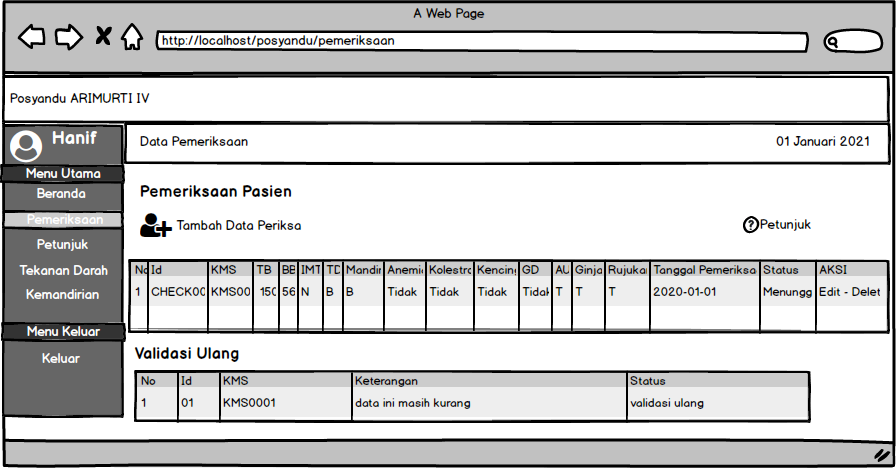 A Web Page
http://localhost/posyandu/pemeriksaan
Posyandu ARIMURTI IV
Hanif
Data Pemeriksaan 01 Januari 2021
Menu Utama
Beranda
Pemeriksaan
Petunjuk
Tekanan Darah
Kemandirian
Menu Keluar
Keluar
Pemeriksaan Pasien
Tambah Data Periksa ? Petunjuk
No Id KMS TB BB IMT TD Mandir Anemi Kolestro Kencin GD AU Ginja Rujuka Tanggal Pemeriksa Status AKSI
1 CHECK00 KMS00 150 56 N B B Tidak Tidak Tidak Tidak T T T 2020-01-01 Menungg Edit - Delet
Validasi Ulang
No Id KMS Keterangan Status
1 01 KMS0001 data ini masih kurang validasi ulang